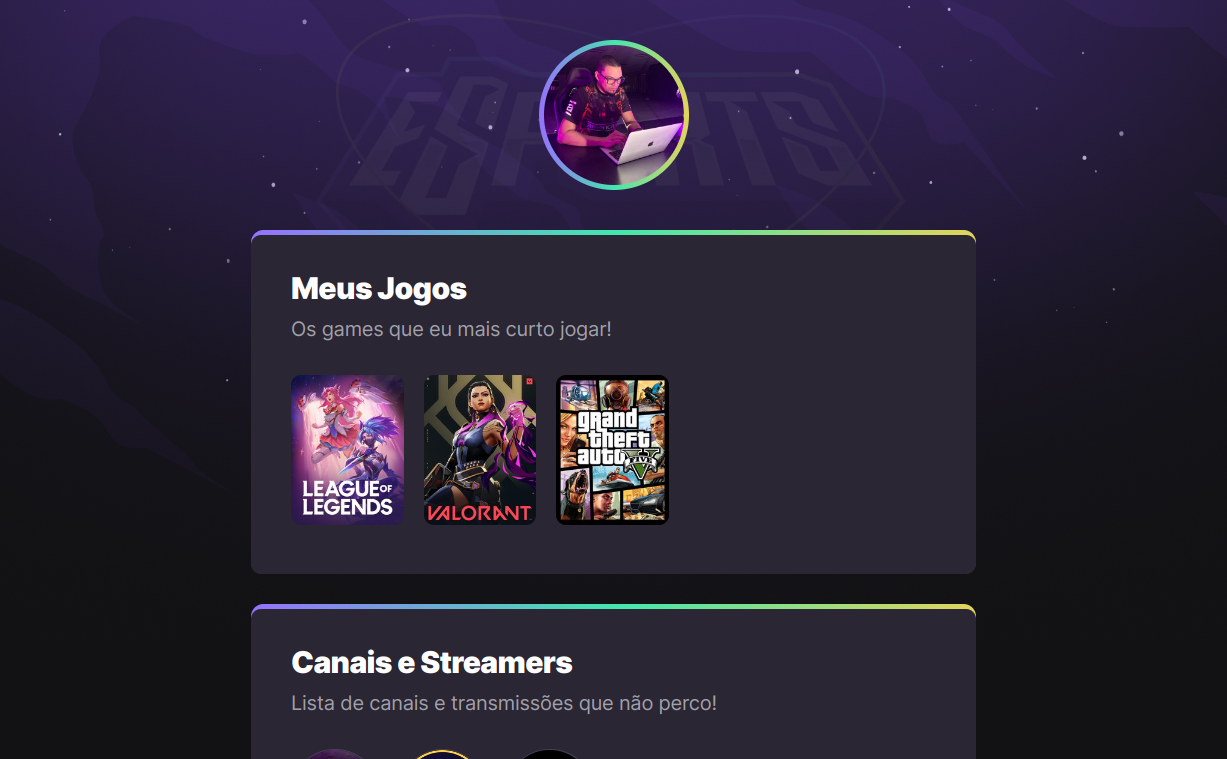 ESPORTS
Meus Jogos
Os games que eu mais curto jogar!
LEAGUE OF
LEGENDS
VALORANT
grand
theft
auto V
FIVE
Canais e Streamers
Lista de canais e transmissões que não perco!